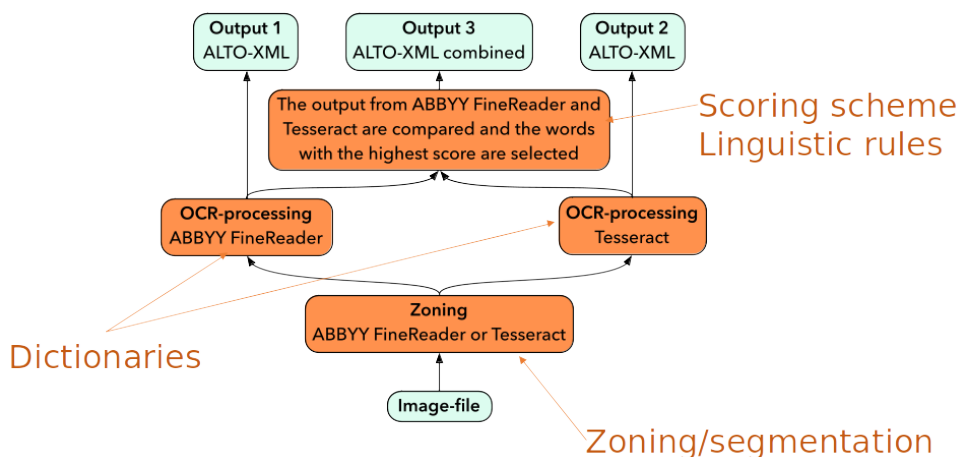 Output 1
ALTO-XML
Output 3
ALTO-XML combined
Output 2
ALTO-XML
The output from ABBYY FineReader and
Tesseract are compared and the words
with the highest score are selected
Scoring scheme
Linguistic rules
OCR-processing
ABBYY FineReader
OCR-processing
Tesseract
Zoning
ABBYY FineReader or Tesseract
Dictionaries
Image-file
Zoning/segmentation